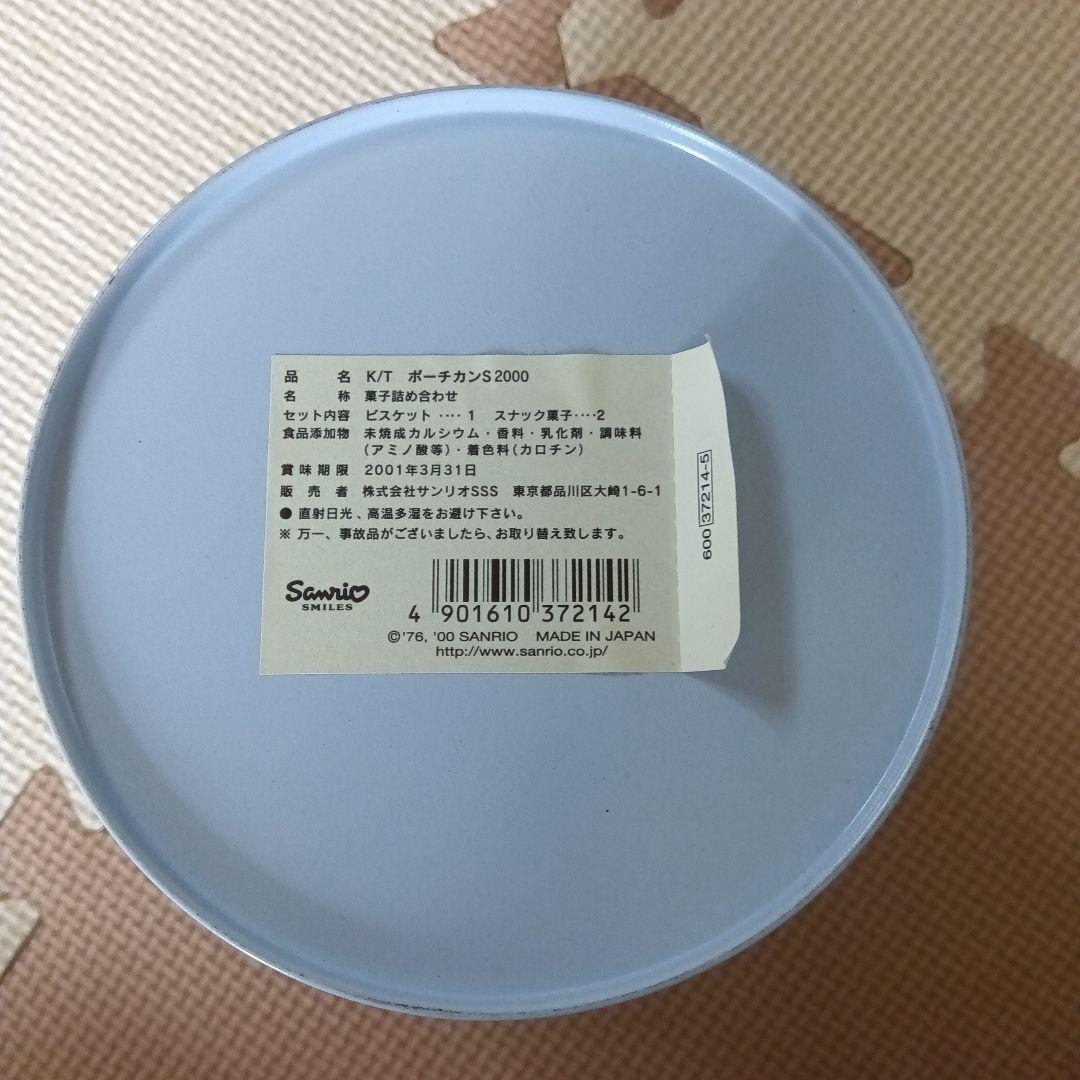 品名 K/T ポーチカンS2000
名称 菓子詰め合わせ
セット内容 ビスケット ‥‥ 1 スナック菓子‥‥2
食品添加物 未焼成カルシウム・香料・乳化剤・調味料
(アミノ酸等)・着色料(カロチン)
賞味期限 2001年3月31日
販売者 株式会社サンリオSSS 東京都品川区大崎1-6-1
● 直射日光、高温多湿をお避け下さい。
※ 万一、事故品がございましたら、お取り替え致します。
Sanrio
SMILES
4 901610 372142
©'76, '00 SANRIO MADE IN JAPAN
http://www.sanrio.co.jp/
600 37214-5